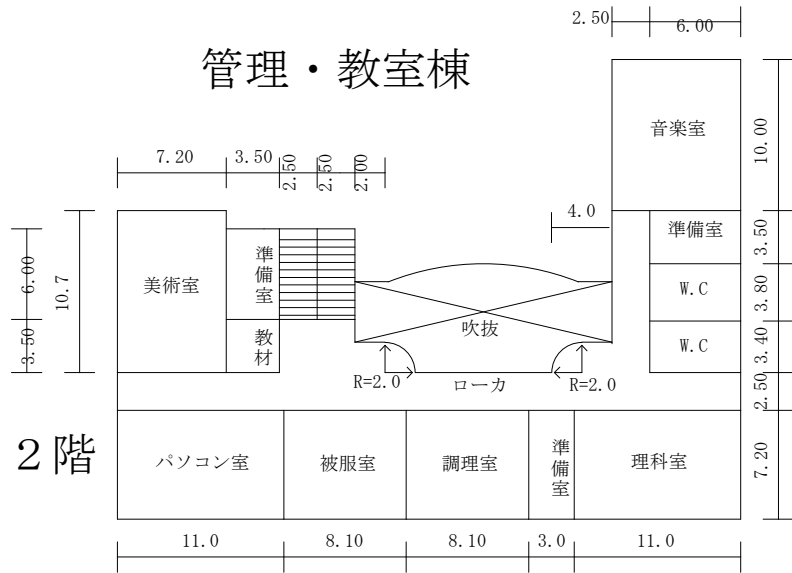 2.50
6.00
管理・教室棟
音楽室
10.00
7.20
3.50
2.50
2.50
2.00
4.0
準備室
3.50
6.00
10.7
美術室
準備室
W.C
3.80
吹抜
3.50
教材
W.C
3.40
R=2.0
ローカ
R=2.0
2.50
2階
パソコン室
被服室
調理室
準備室
理科室
7.20
11.0
8.10
8.10
3.0
11.0